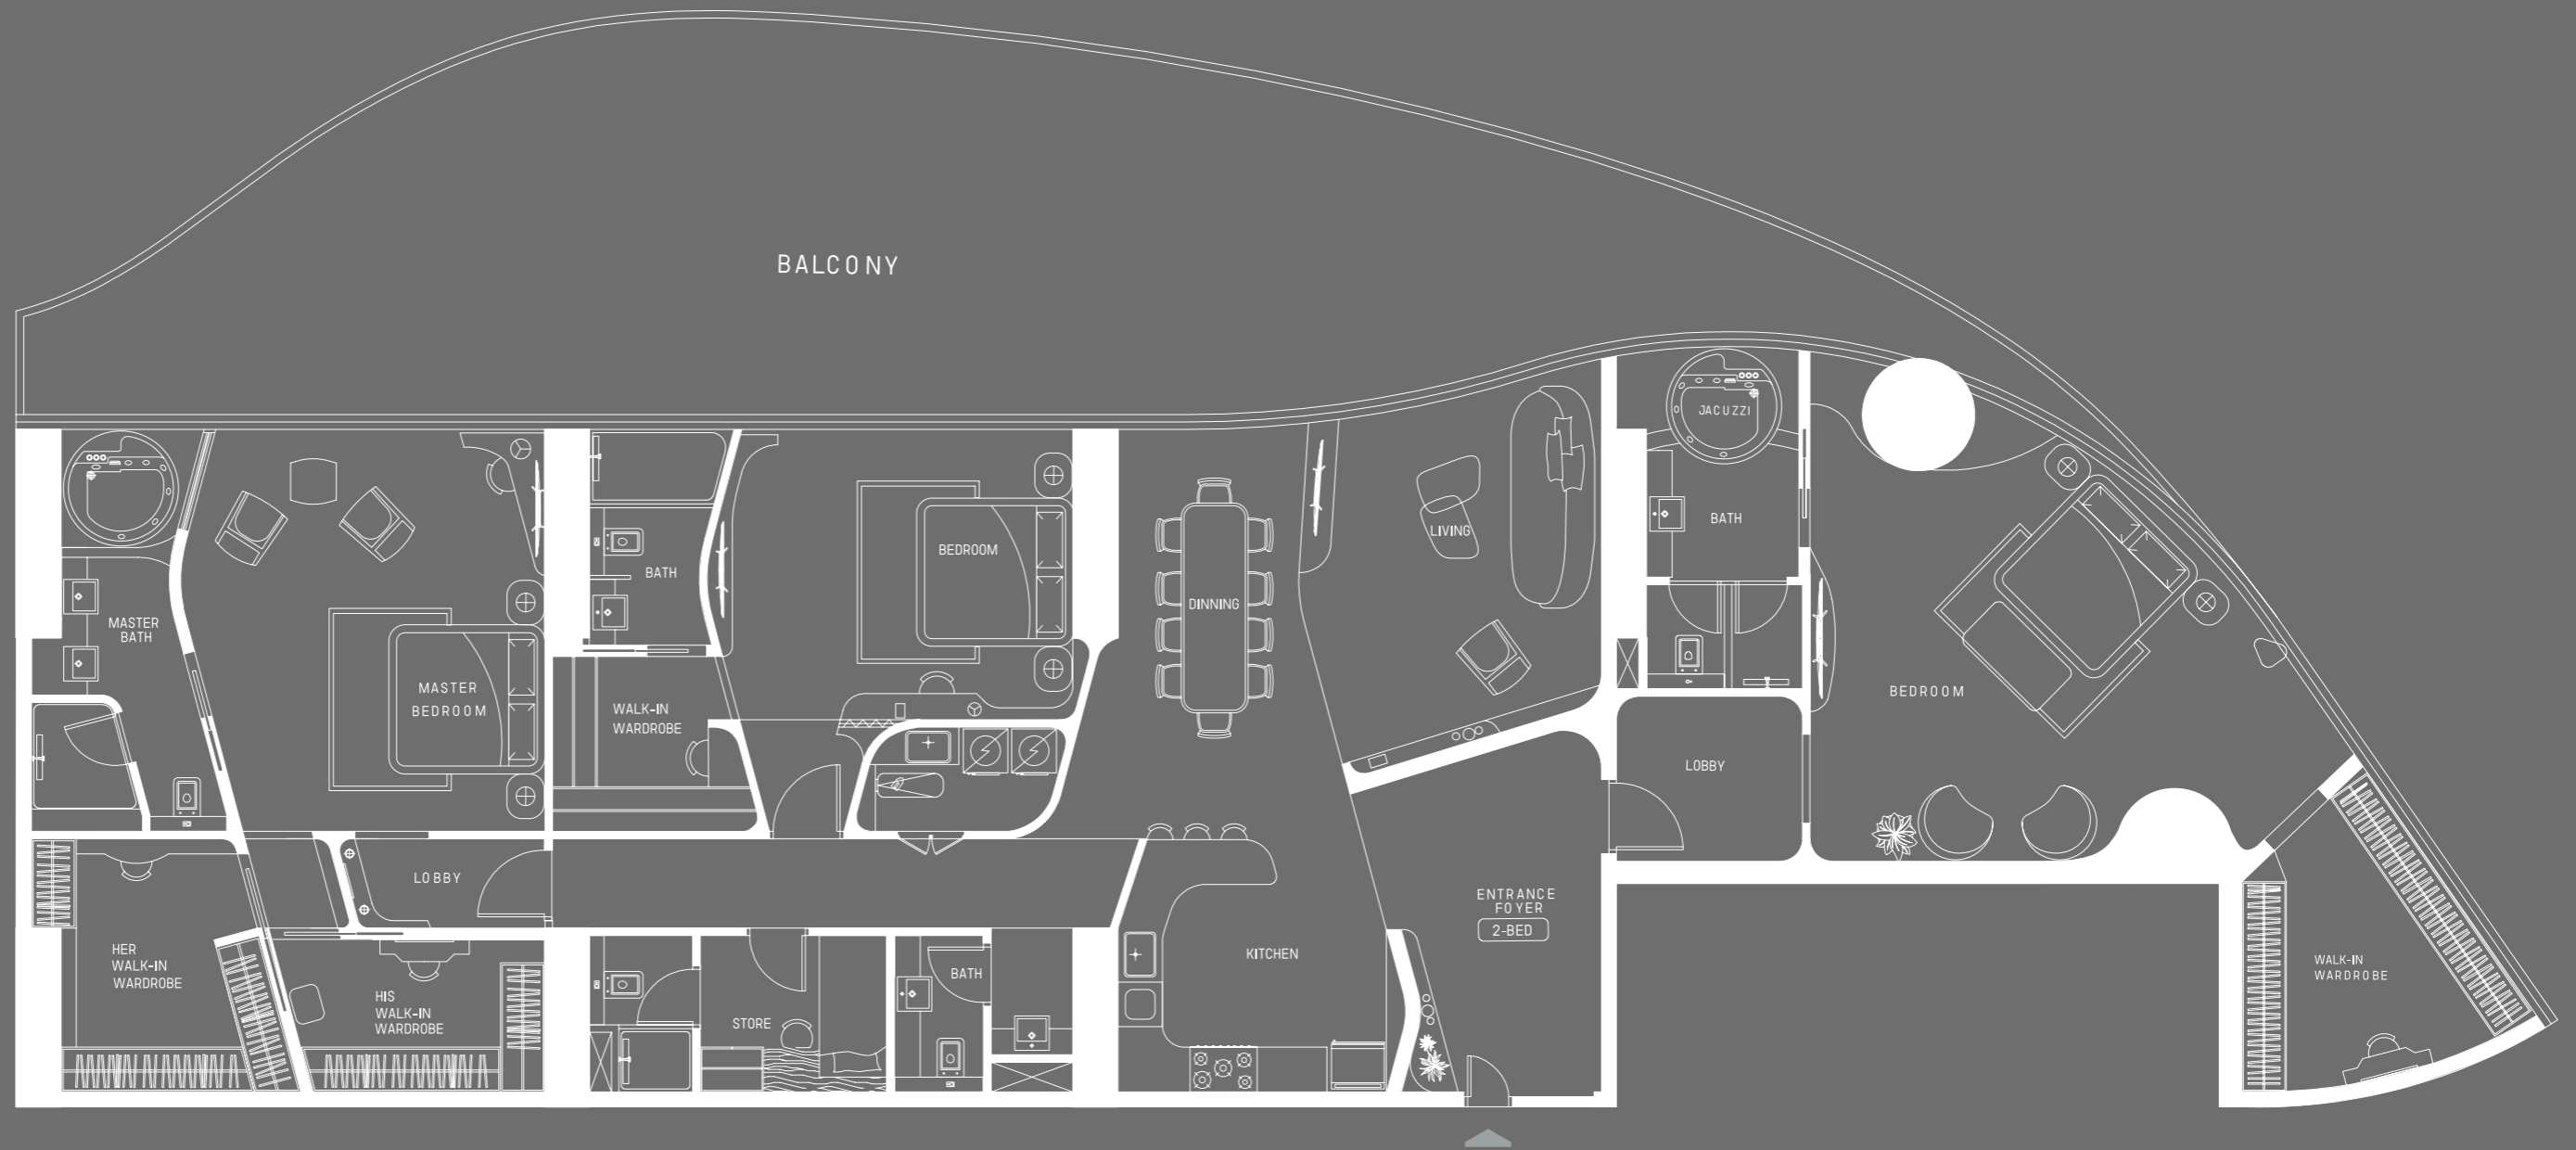 BALCONY
JACUZZI
BATH
LIVING
BEDROOM
BATH
DINNING
MASTER
BATH
MASTER
BEDROOM
WALK-IN
WARDROBE
BEDROOM
LOBBY
LOBBY
ENTRANCE
FOYER
2-BED
KITCHEN
HER
WALK-IN
WARDROBE
HIS
WALK-IN
WARDROBE
STORE
BATH
WALK-IN
WARDROBE